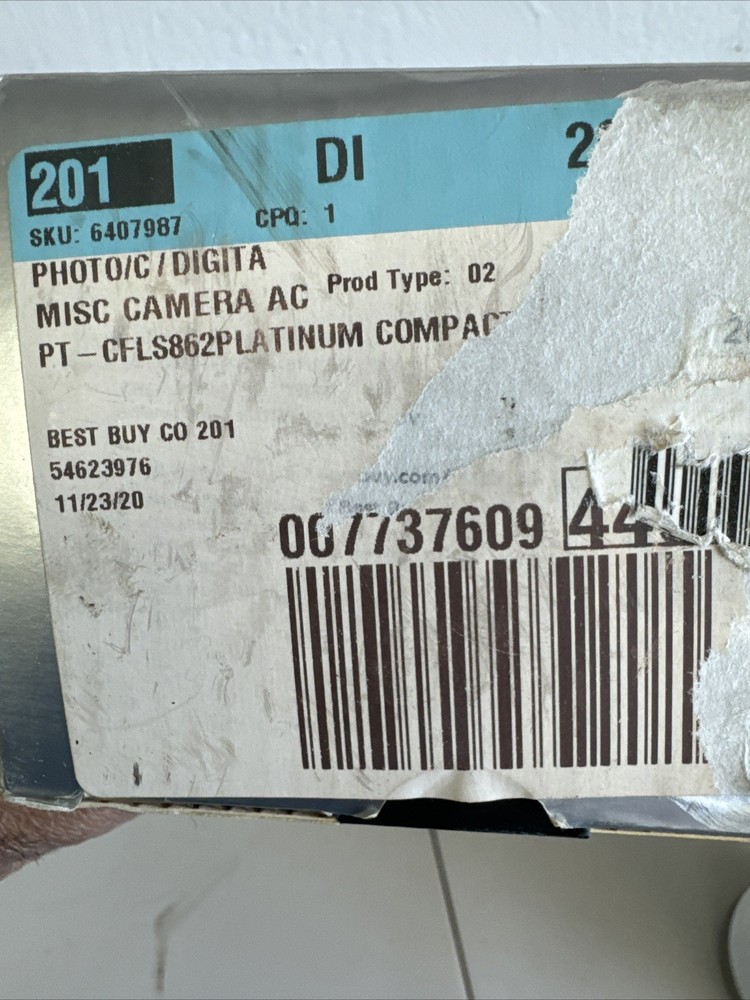 201 DI
SKU: 6407987 CPQ: 1
PHOTO/C/DIGITA
MISC CAMERA AC Prod Type: 02
PT-CFLS862PLATINUM COMPACT
BEST BUY CO 201
54623976
11/23/20
007737609 44